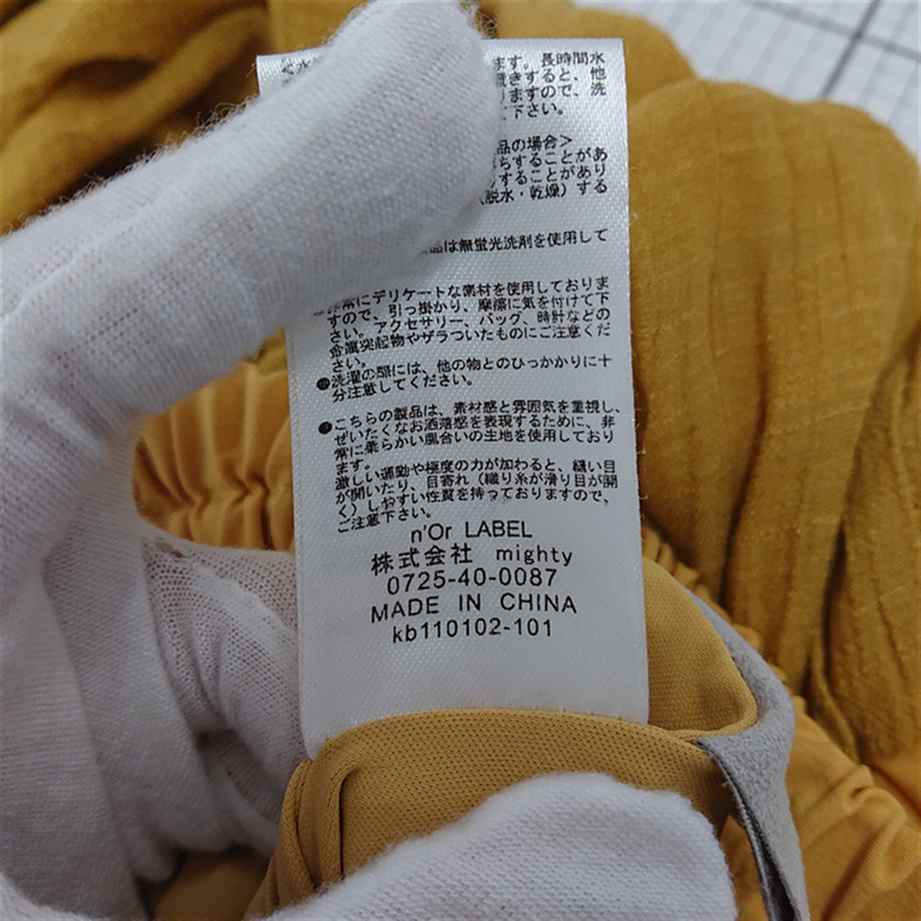 ます。長時間水
置きすると、他
りますので、洗
下さい。
品の場合>
ちすることがあ
することがあり
(脱水・乾燥)する
品は無蛍光洗剤を使用して
非常にデリケートな素材を使用しておりま
すので、引っ掛かり、摩擦に気を付けて下
さい。アクセサリー、バッグ、時計などの
金属突起物やザラついたものにご注意くだ
さい。
●洗濯の際には、他の物とのひっかかりに十
分注意してください。
●こちらの製品は、素材感と雰囲気を重視し、
ぜいたくなお洒落感を表現するために、非
常に柔らかい風合いの生地を使用しており
ます。
激しい運動や極度の力が加わると、縫い目
が開いたり、目寄れ(織り糸が滑り目が開
く)しやすい性質を持っておりますので、
ご注意下さい。
n'Or LABEL
株式会社 mighty
0725-40-0087
MADE IN CHINA
kb110102-101